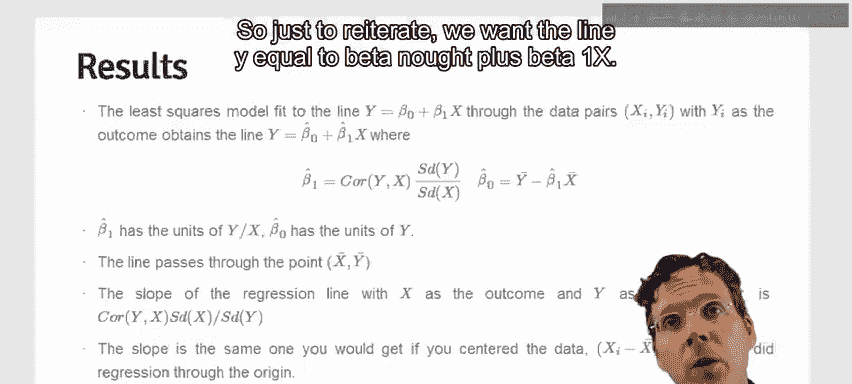 So just to reiterate, we want the line
y equal to beta nought plus beta 1X.
Results
· The least squares model fit to the line Y = β₀ + β₁X through the data pairs (Xᵢ, Yᵢ) with Yᵢ as the
outcome obtains the line Y = β̂₀ + β̂₁X where
β̂₁ = Cor(Y, X) Sd(Y)/Sd(X) β̂₀ = Ȳ − β̂₁X̄
· β̂₁ has the units of Y/X, β̂₀ has the units of Y.
· The line passes through the point (X̄, Ȳ)
· The slope of the regression line with X as the outcome and Y as is
Cor(Y, X)Sd(X)/Sd(Y)
· The slope is the same one you would get if you centered the data, (Xᵢ − X̄ did
regression through the origin.